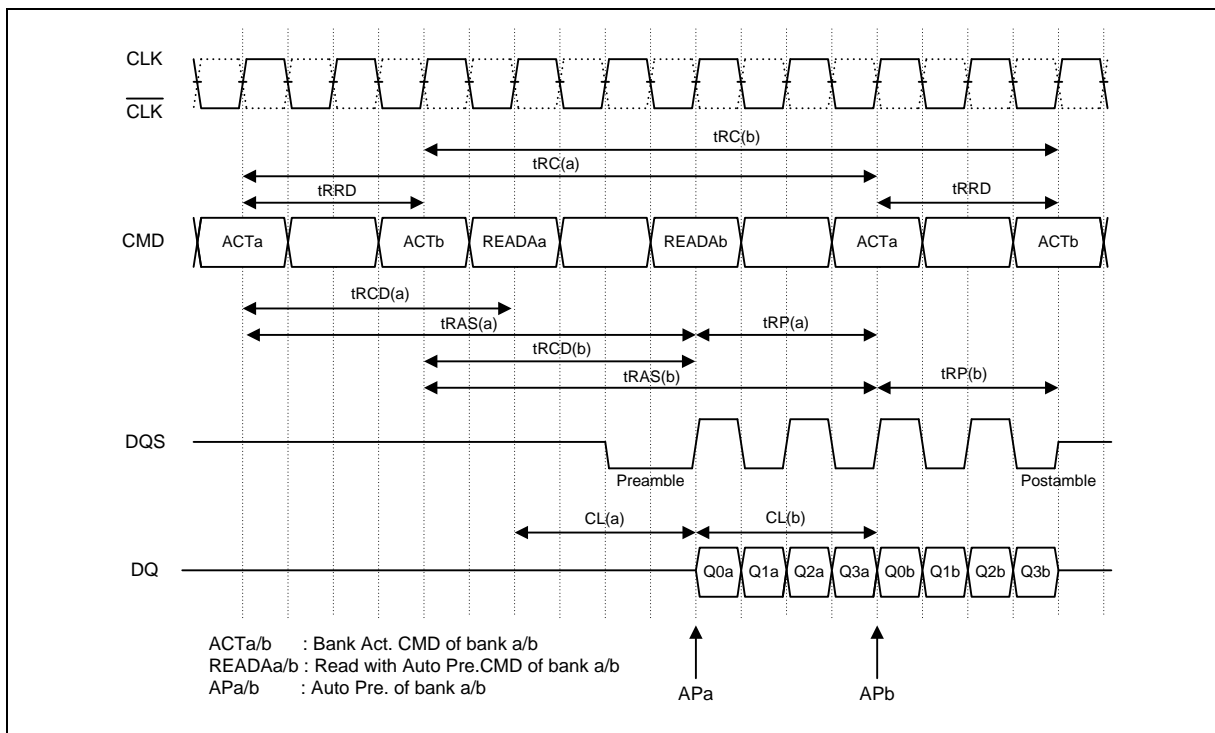 CLK
CLK
tRC(b)
tRC(a)
tRRD
tRRD
CMD
ACTa
ACTb
READAa
READAb
ACTa
ACTb
tRCD(a)
tRAS(a)
tRP(a)
tRCD(b)
tRAS(b)
tRP(b)
DQS
Preamble
Postamble
CL(a)
CL(b)
DQ
Q0a
Q1a
Q2a
Q3a
Q0b
Q1b
Q2b
Q3b
ACTa/b : Bank Act. CMD of bank a/b
READAa/b : Read with Auto Pre.CMD of bank a/b
APa/b : Auto Pre. of bank a/b
APa
APb